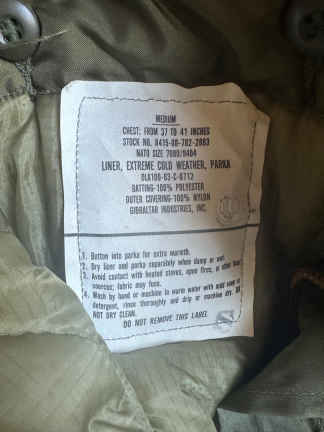 MEDIUM
CHEST: FROM 37 TO 41 INCHES
STOCK NO. 8415-00-782-2883
NATO SIZE 7080/9404
LINER, EXTREME COLD WEATHER, PARKA
DLA100-83-C-0712
BATTING-100% POLYESTER
OUTER COVERING-100% NYLON
GIBRALTAR INDUSTRIES, INC.
1. Button into parka for extra warmth.
2. Dry liner and parka separately when damp or wet.
3. Avoid contact with heated stoves, open fires, or other heat
sources; fabric may fuse.
4. Wash by hand or machine in warm water with mild soap or
detergent, rinse thoroughly and drip or machine dry. DO
NOT DRY CLEAN.
DO NOT REMOVE THIS LABEL